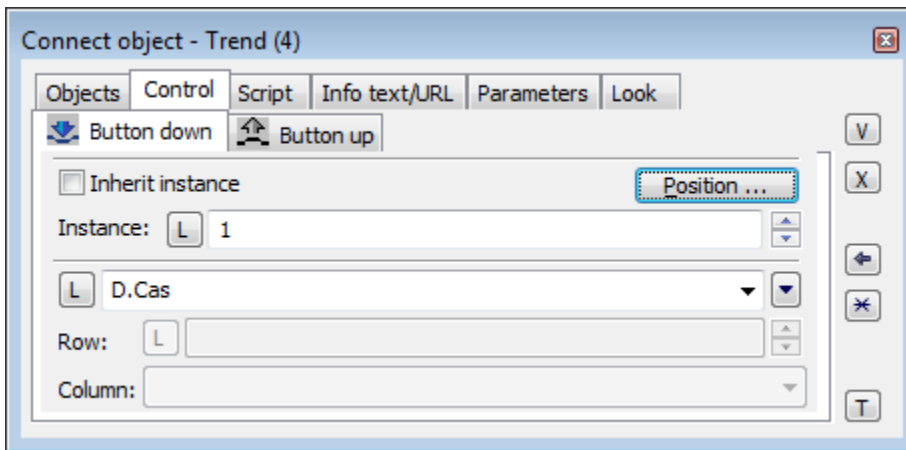 Connect object - Trend (4)
Objects Control Script Info text/URL Parameters Look
Button down Button up
V
Inherit instance Position ... X
Instance: L 1
L D.Cas
Row: L
Column:
T